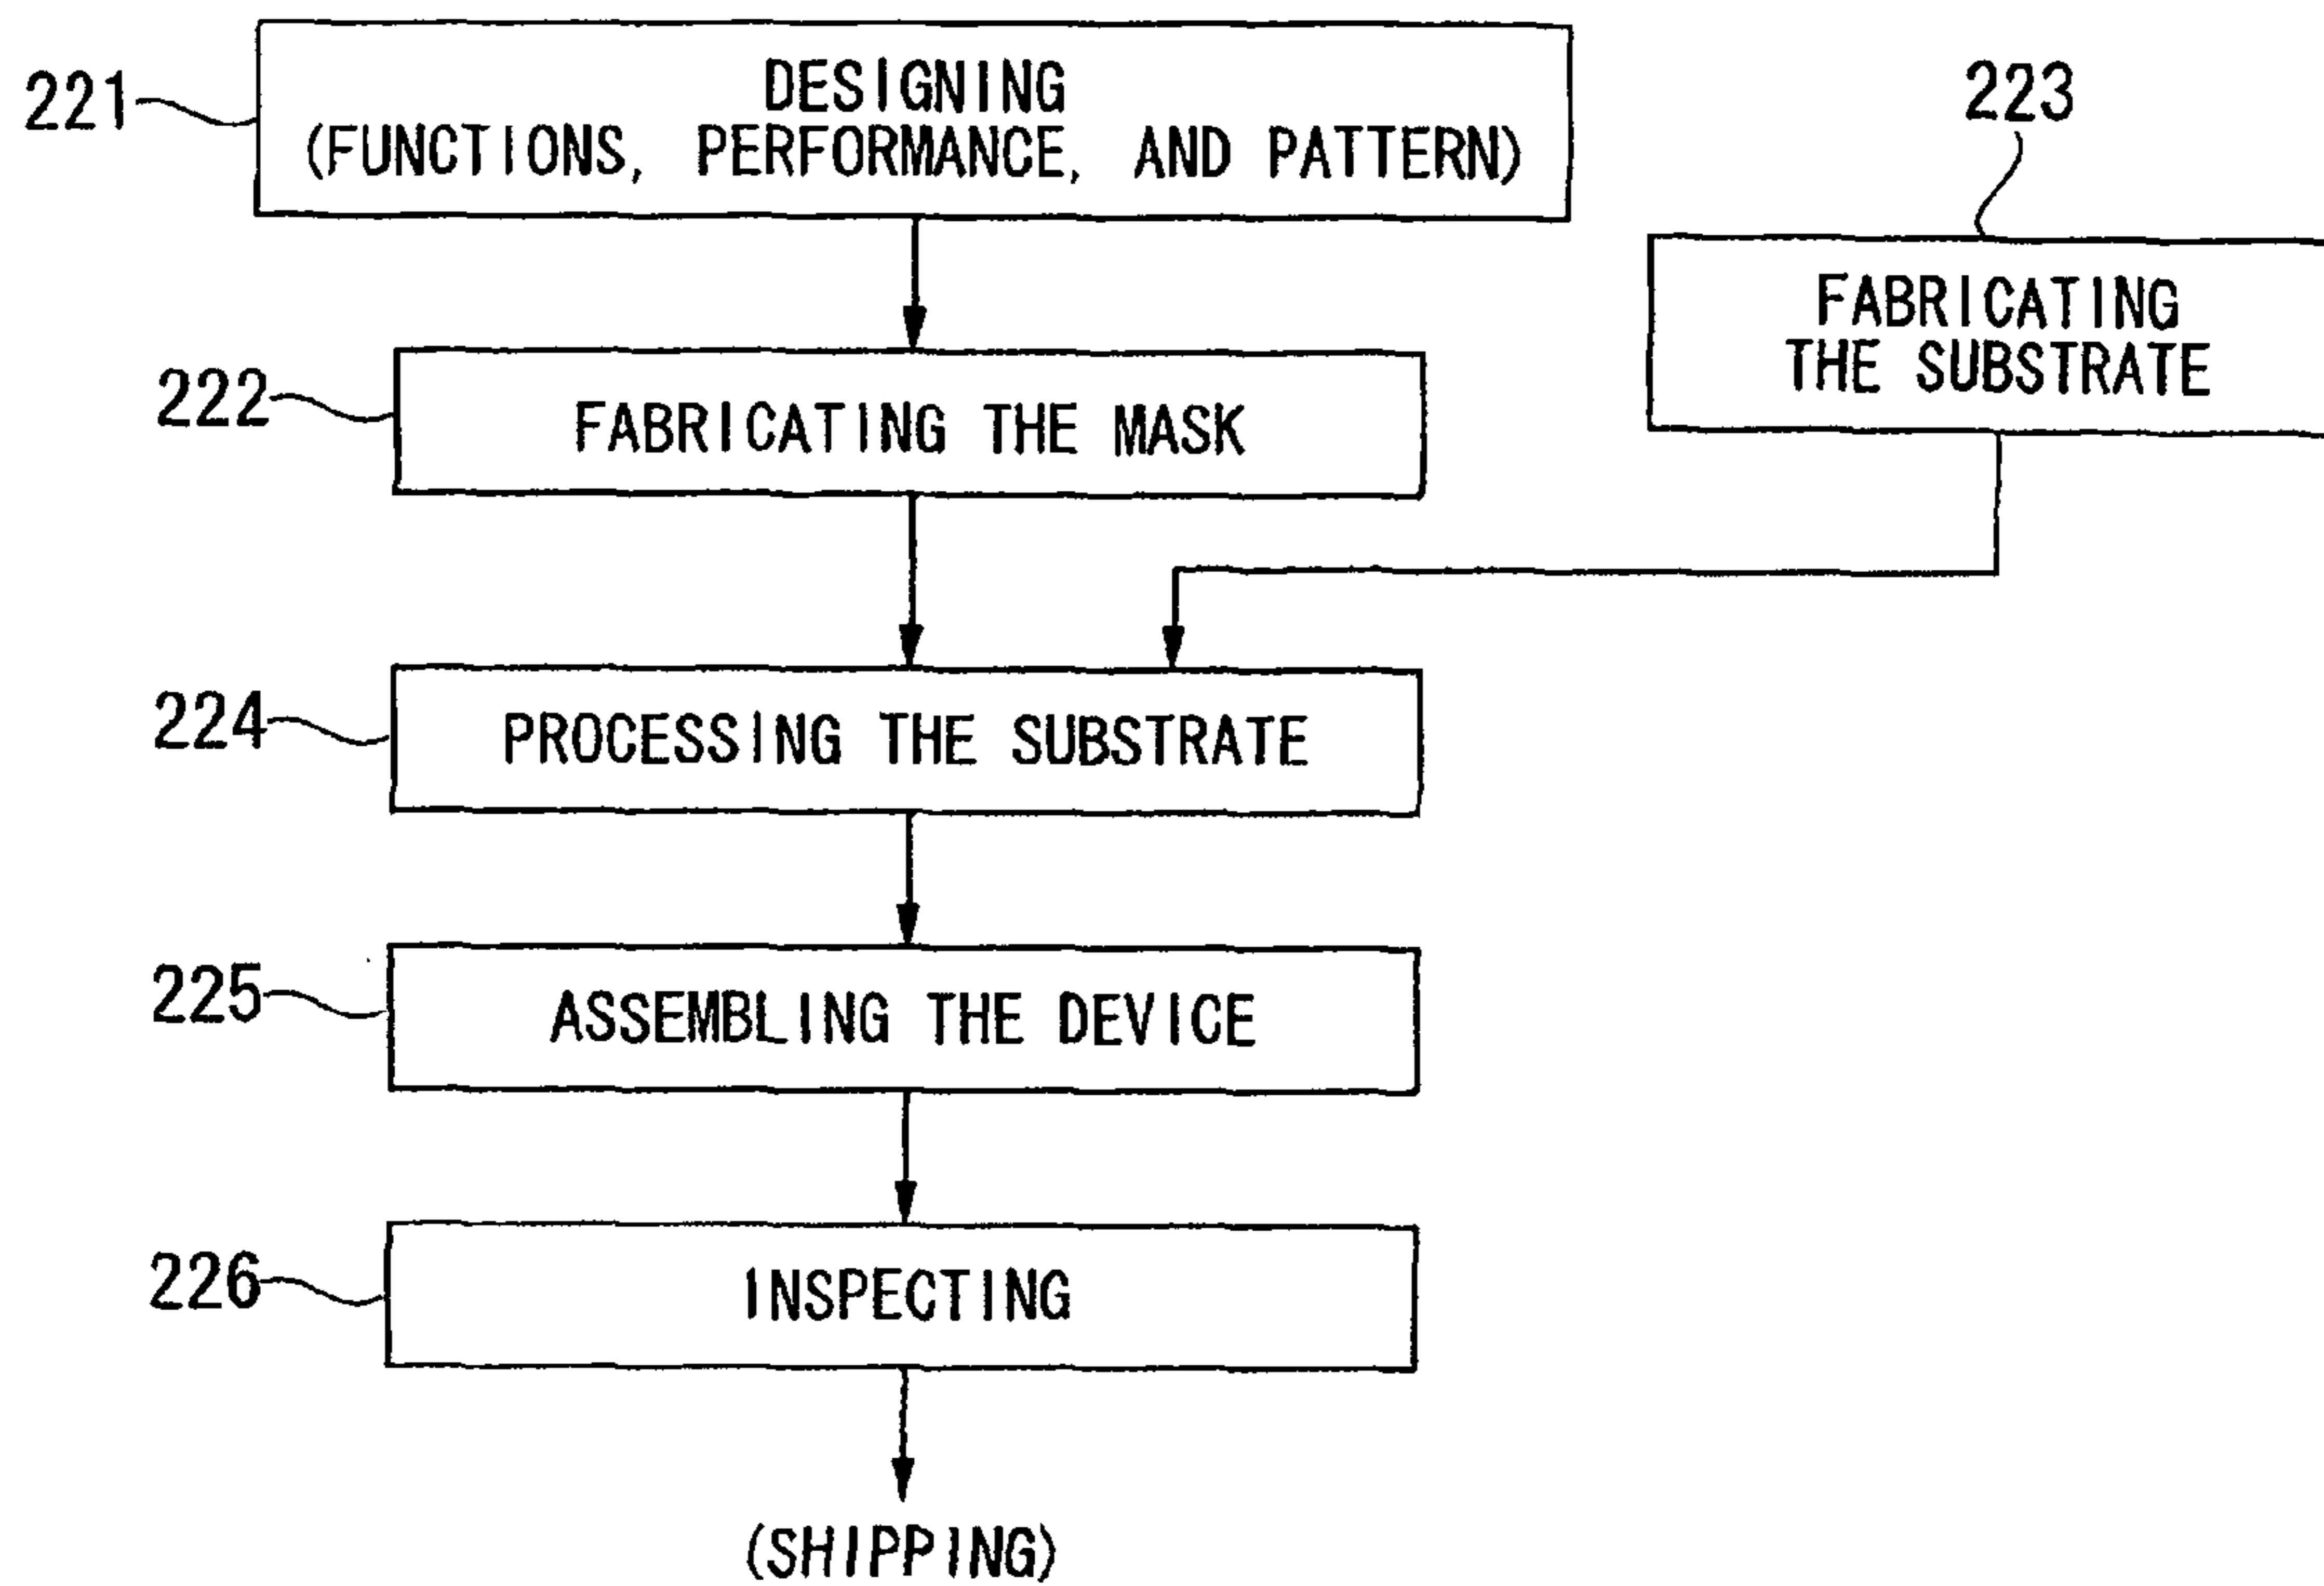 221
DESIGNING
(FUNCTIONS, PERFORMANCE, AND PATTERN)
223
FABRICATING
THE SUBSTRATE
222
FABRICATING THE MASK
224
PROCESSING THE SUBSTRATE
225
ASSEMBLING THE DEVICE
226
INSPECTING
(SHIPPING)